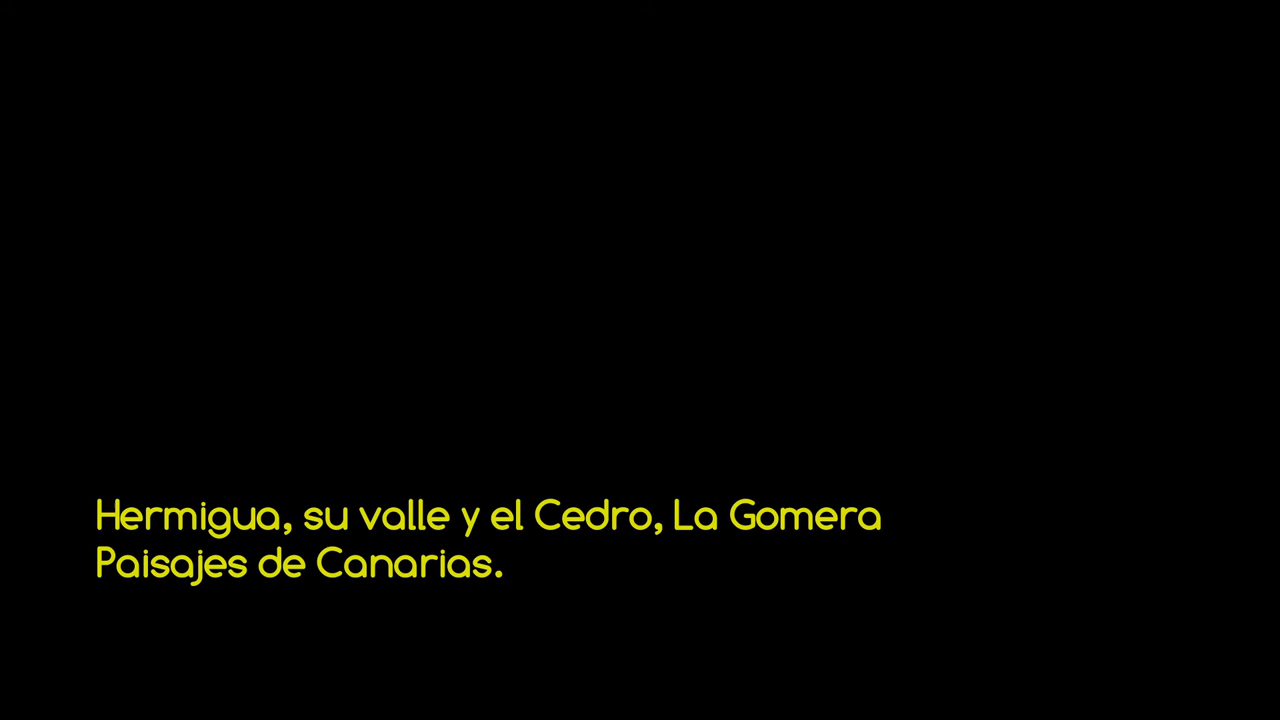 Hermigua, su valle y el Cedro, La Gomera
Paisajes de Canarias.